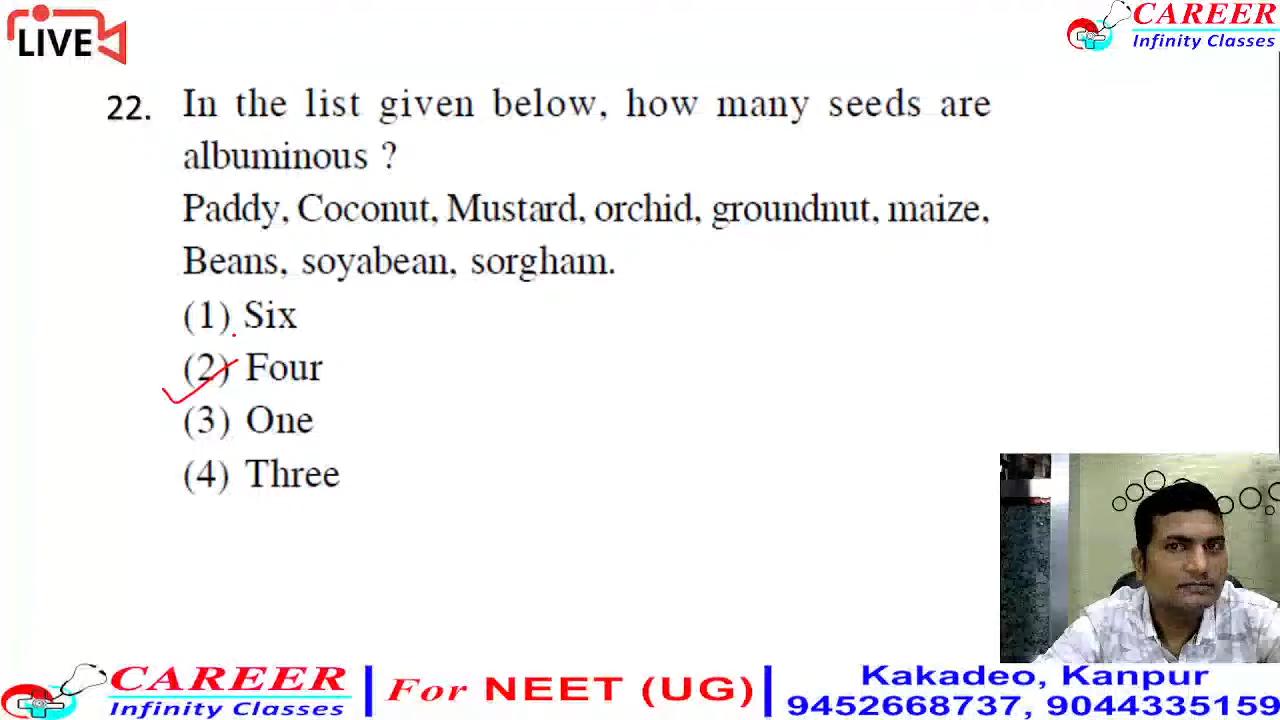 LIVE
CAREER
Infinity Classes
22. In the list given below, how many seeds are
albuminous ?
Paddy, Coconut, Mustard, orchid, groundnut, maize,
Beans, soyabean, sorgham.
(1) Six
(2) Four
(3) One
(4) Three
CAREER
Infinity Classes
For NEET (UG)
Kakadeo, Kanpur
9452668737, 9044335159